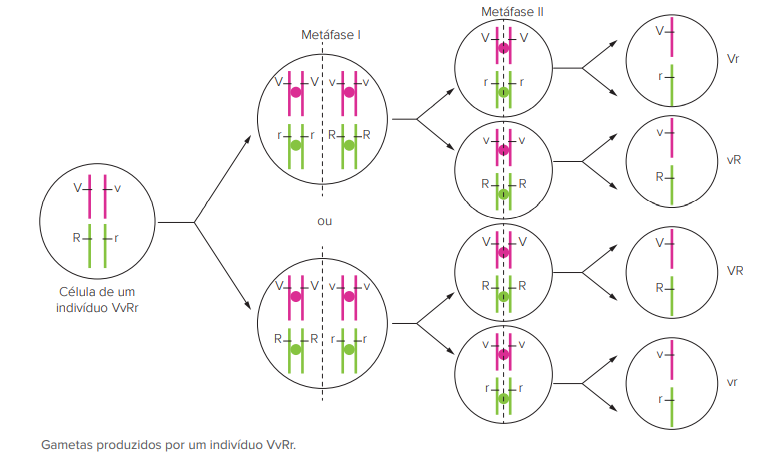 Metáfase II
Metáfase I
V V
r r
V
r
Vr
V V v v
r r R R
v v
R R
v
R
vR
V v
R r
Célula de um
indivíduo VvRr
ou
V V
R R
V
R
VR
V V v v
R R r r
v v
r r
v
r
vr
Gametas produzidos por um indivíduo VvRr.